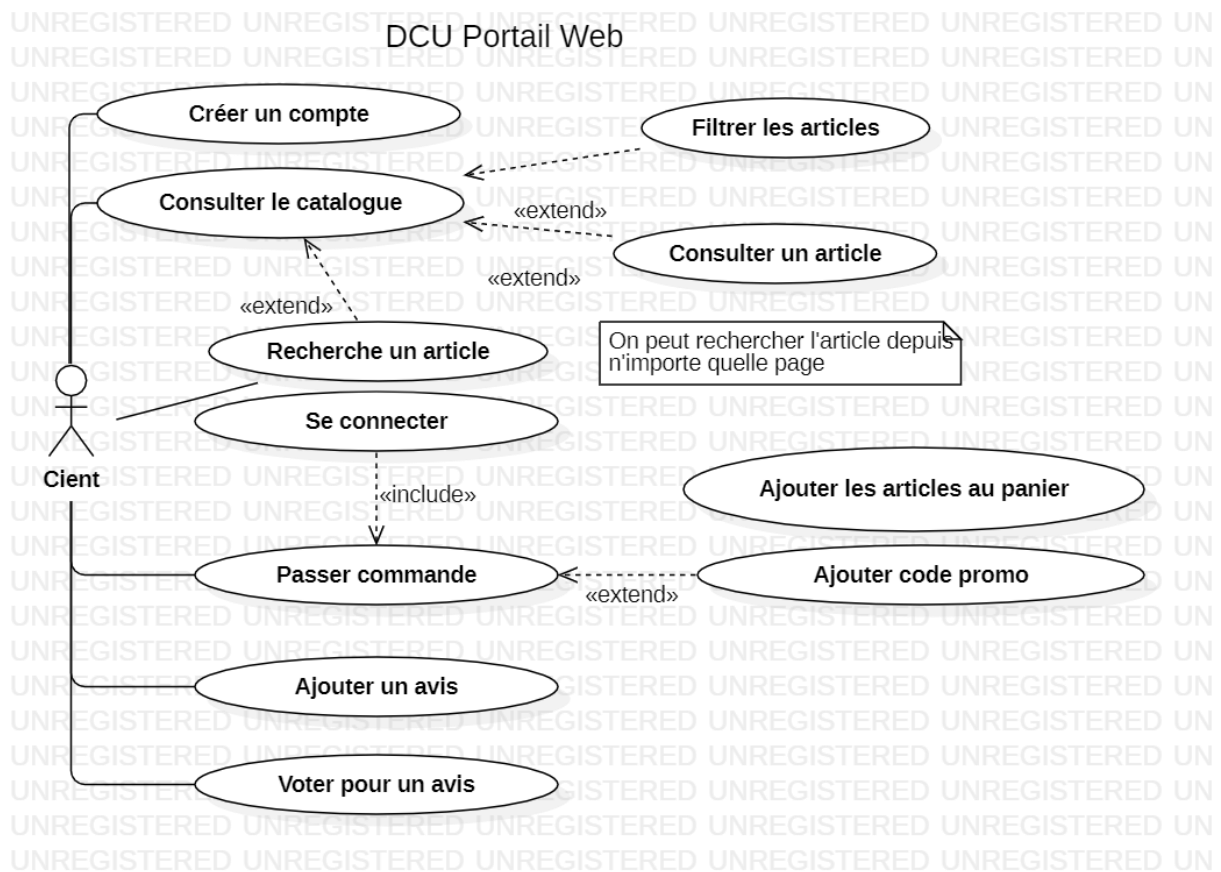 DCU Portail Web
Créer un compte
Filtrer les articles
Consulter le catalogue
«extend»
Consulter un article
«extend»
«extend»
On peut rechercher l'article depuis
n'importe quelle page
Recherche un article
Se connecter
Cient
«include»
Ajouter les articles au panier
Passer commande
Ajouter code promo
«extend»
Ajouter un avis
Voter pour un avis
UNREGISTERED